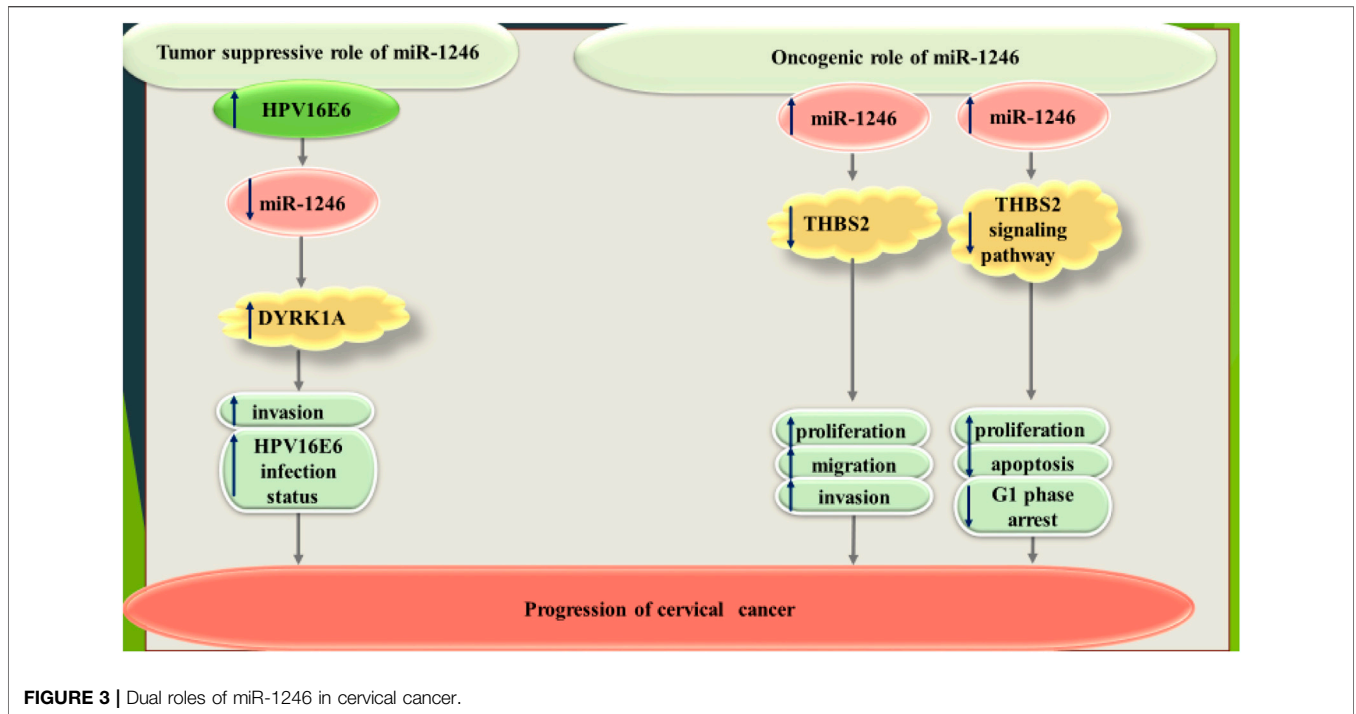 Tumor suppressive role of miR-1246
HPV16E6
miR-1246
DYRK1A
invasion
HPV16E6
infection
status
Oncogenic role of miR-1246
miR-1246
THBS2
proliferation
migration
invasion
miR-1246
THBS2
signaling
pathway
proliferation
apoptosis
G1 phase
arrest
Progression of cervical cancer
FIGURE 3 | Dual roles of miR-1246 in cervical cancer.